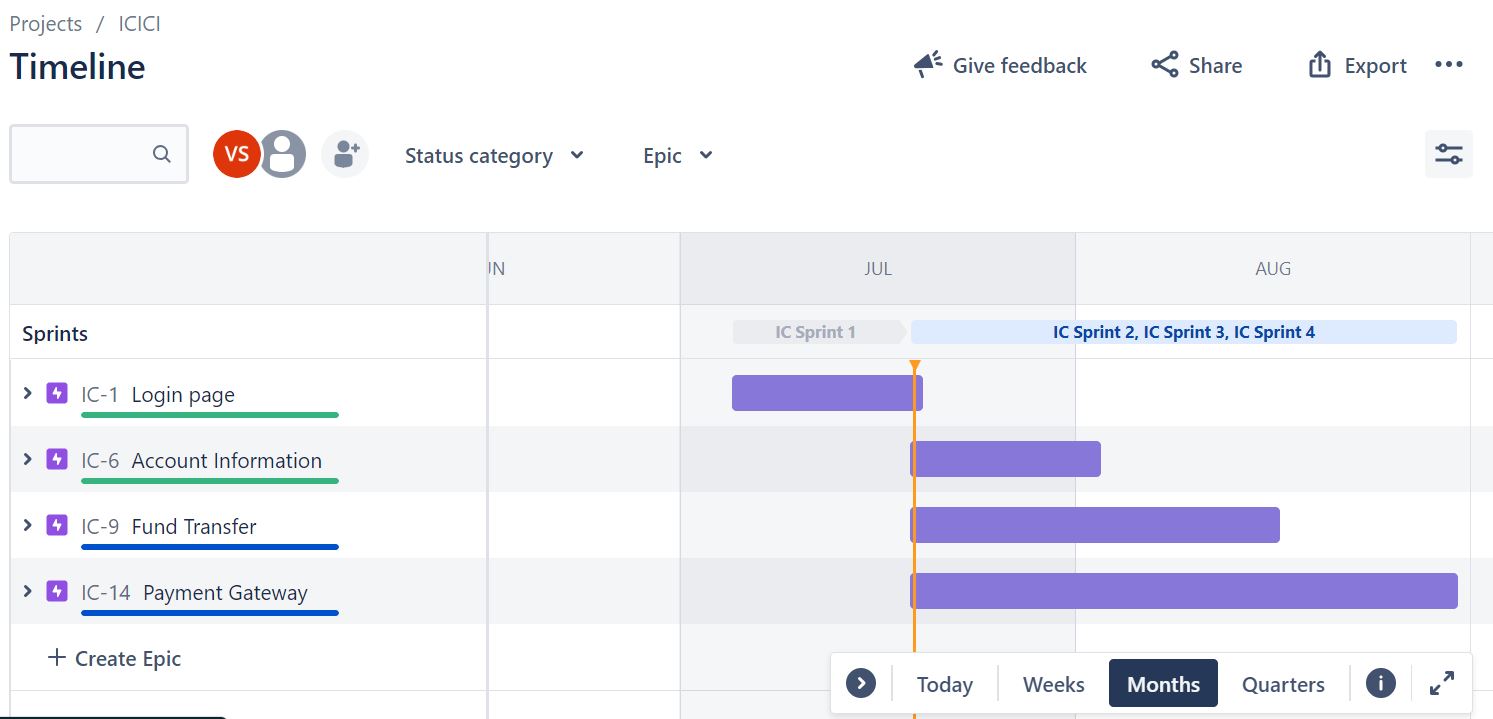 Projects / ICICI
Timeline
Give feedback
Share
Export
VS
Status category
Epic
UN
JUL
AUG
Sprints
IC Sprint 1
IC Sprint 2, IC Sprint 3, IC Sprint 4
IC-1 Login page
IC-6 Account Information
IC-9 Fund Transfer
IC-14 Payment Gateway
+ Create Epic
Today
Weeks
Months
Quarters